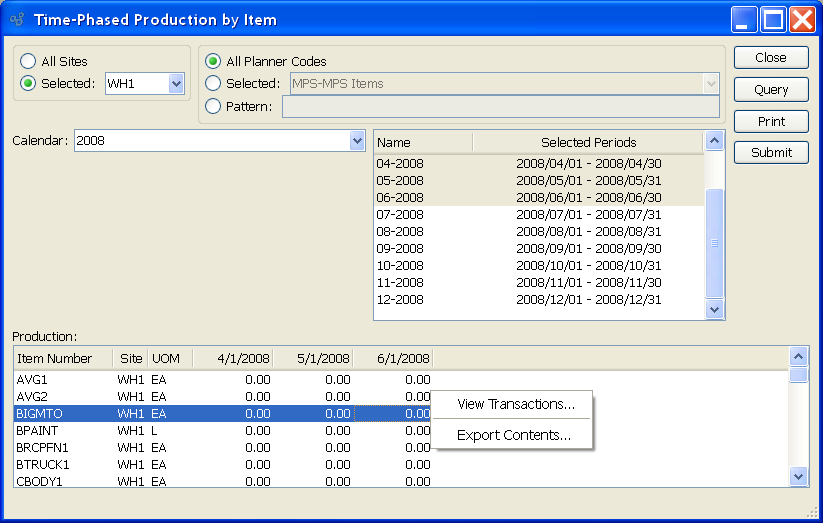 Time-Phased Production by Item
All Sites
Selected: WH1
All Planner Codes
Selected: MPS-MPS Items
Pattern:
Close
Query
Print
Submit
Calendar: 2008
Name Selected Periods
04-2008 2008/04/01 - 2008/04/30
05-2008 2008/05/01 - 2008/05/31
06-2008 2008/06/01 - 2008/06/30
07-2008 2008/07/01 - 2008/07/31
08-2008 2008/08/01 - 2008/08/31
09-2008 2008/09/01 - 2008/09/30
10-2008 2008/10/01 - 2008/10/31
11-2008 2008/11/01 - 2008/11/30
12-2008 2008/12/01 - 2008/12/31
Production:
Item Number Site UOM 4/1/2008 5/1/2008 6/1/2008
AVG1 WH1 EA 0.00 0.00 0.00
AVG2 WH1 EA 0.00 0.00 0.00
BIGMTO WH1 EA 0.00 0.00 0.00
BPAINT WH1 L 0.00 0.00 0.00
BRCPFN1 WH1 EA 0.00 0.00 0.00
BTRUCK1 WH1 EA 0.00 0.00 0.00
CBODY1 WH1 EA 0.00 0.00 0.00
View Transactions...
Export Contents...